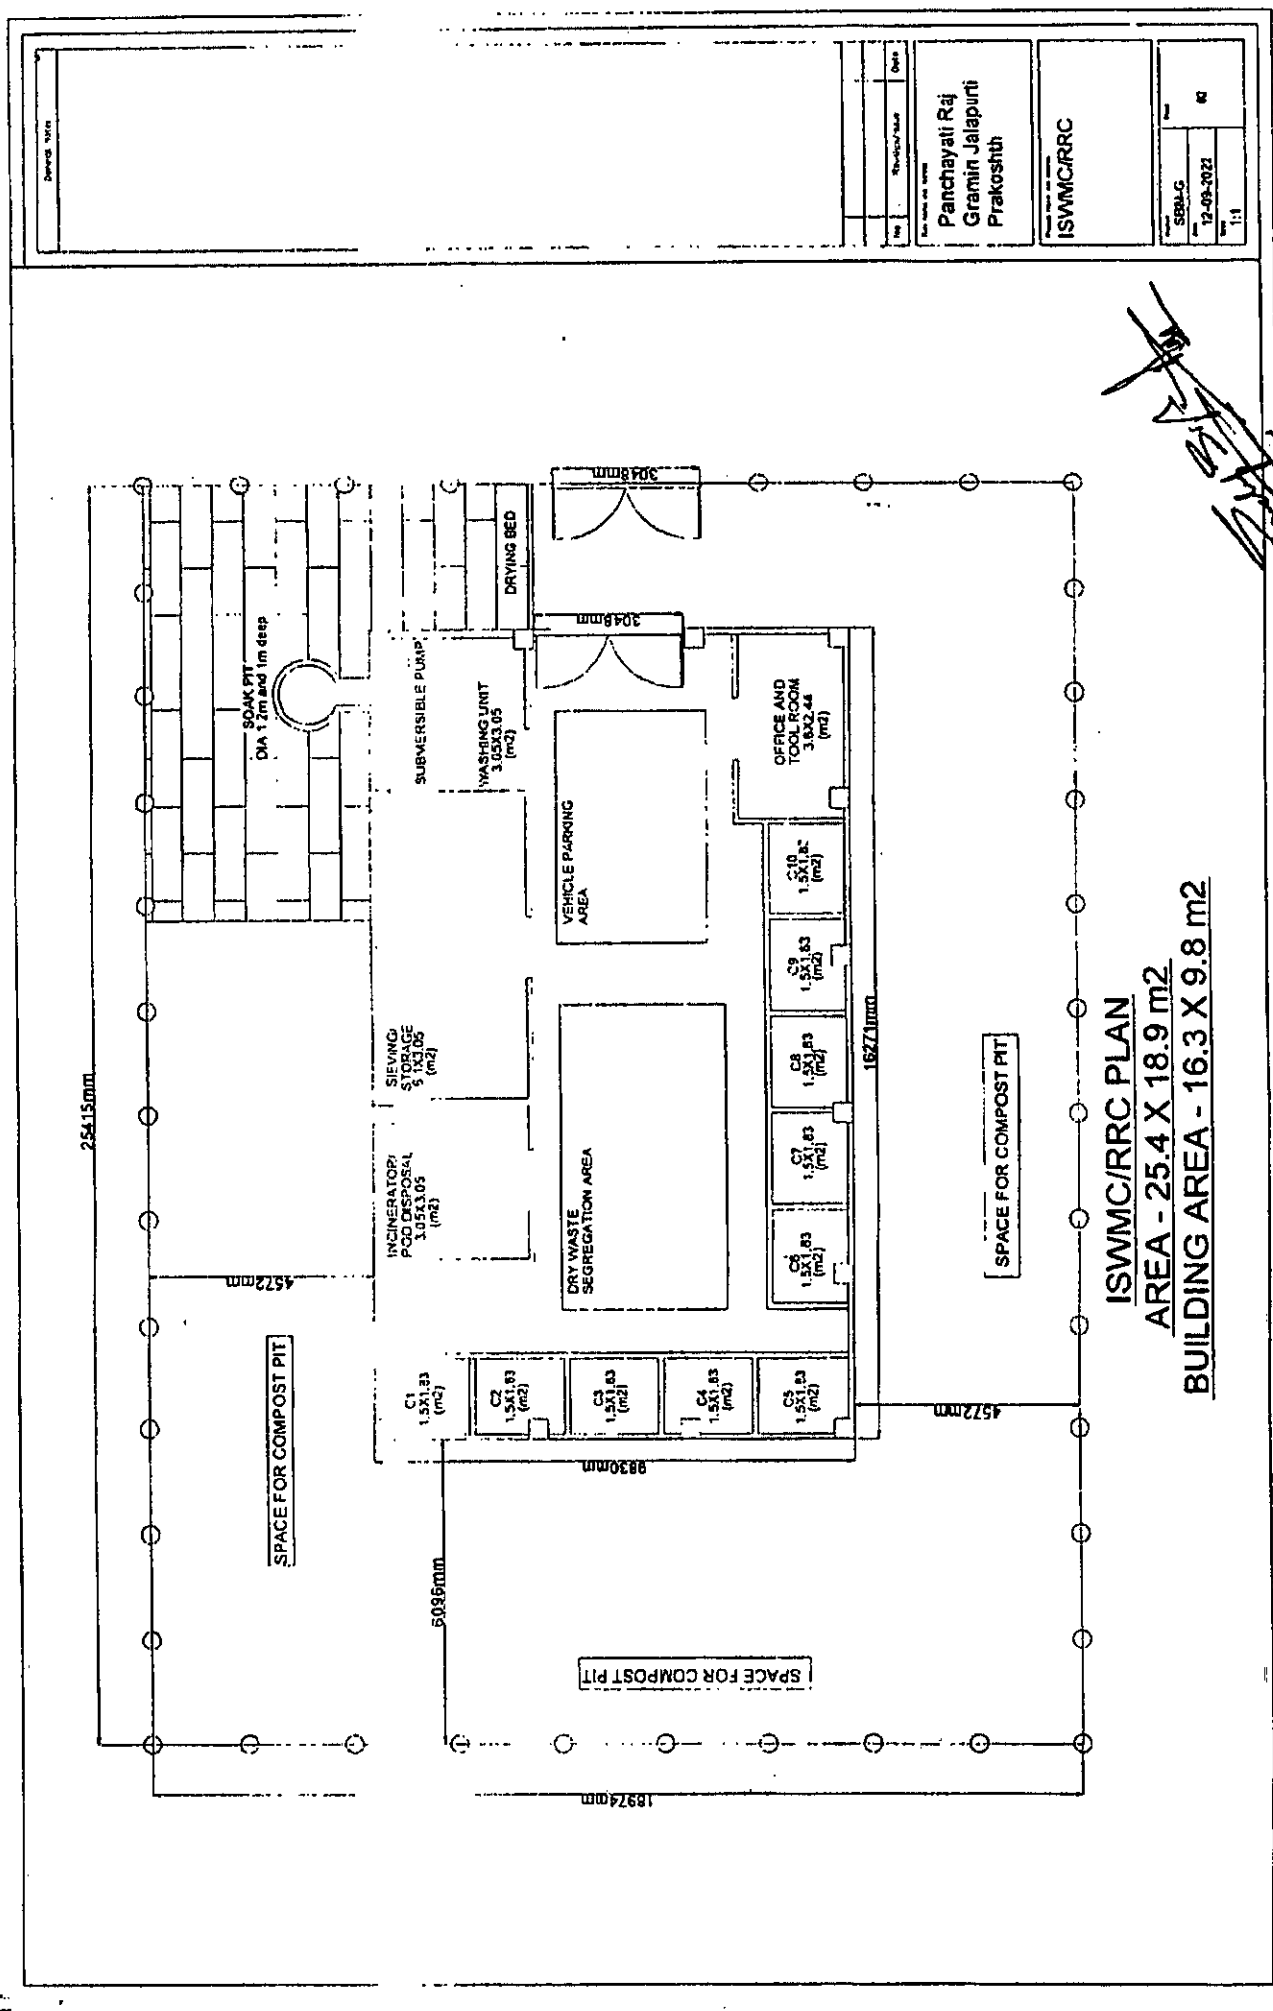 25415mm
SOAK PIT
DIA 1 2m and 1m deep
SUBMERSIBLE PUMP
WASHING UNIT
3.05X3.05
(m2)
DRYING BED
3048mm
3048mm
SPACE FOR COMPOST PIT
4572mm
INCINERATOR/
POD DISPOSAL
3.05X3.05
(m2)
SIEVING/
STORAGE
5 1X3.05
(m2)
VEHICLE PARKING
AREA
DRY WASTE
SEGREGATION AREA
OFFICE AND
TOOL ROOM
3.6X2.44
(m2)
C1
1.5X1.83
(m2)
C2
1.5X1.83
(m2)
C3
1.5X1.83
(m2)
C4
1.5X1.83
(m2)
C5
1.5X1.83
(m2)
C6
1.5X1.83
(m2)
C7
1.5X1.83
(m2)
C8
1.5X1.83
(m2)
C9
1.5X1.83
(m2)
C10
(m2)
9830mm
6096mm
16271mm
4572mm
SPACE FOR COMPOST PIT
SPACE FOR COMPOST PIT
18974mm
ISWMC/RRC PLAN
AREA - 25.4 X 18.9 m2
BUILDING AREA - 16.3 X 9.8 m2
No
Date
Panchayati Raj
Gramin Jalapurti
Prakoshth
ISWMC/RRC
SBM-G
12-09-2022
1:1